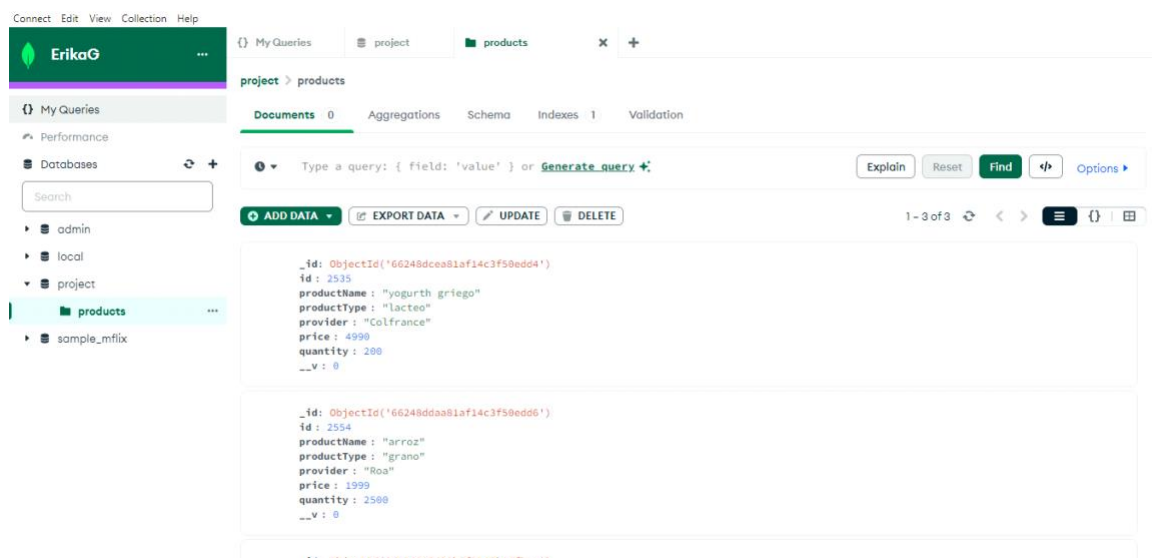 Connect Edit View Collection Help
ErikaG
{} My Queries
Performance
Databases
Search
admin
local
project
products
sample_mflix
{} My Queries project products
project > products
Documents 0 Aggregations Schema Indexes 1 Validation
Type a query: { field: 'value' } or Generate query
Explain Reset Find </> Options
ADD DATA EXPORT DATA UPDATE DELETE
1-3 of 3 {}
_id: ObjectId('66248dcea81af14c3f50edd4')
id : 2535
productName : "yogurth griego"
productType : "lacteo"
provider : "Colfrance"
price : 4990
quantity : 200
__v : 0
_id: ObjectId('66248ddaa81af14c3f50edd6')
id : 2554
productName : "arroz"
productType : "grano"
provider : "Roa"
price : 1999
quantity : 2500
__v : 0